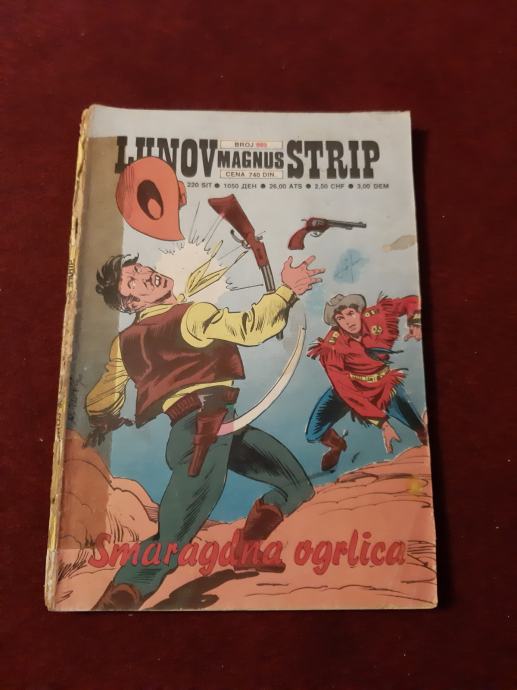 LUNOV MAGNUS STRIP
BROJ 993
CENA 740 DIN.
220 SIT • 1050 ДЕН • 26,00 ATS • 2,50 CHF • 3,00 DEM
Smaragdna ogrlica